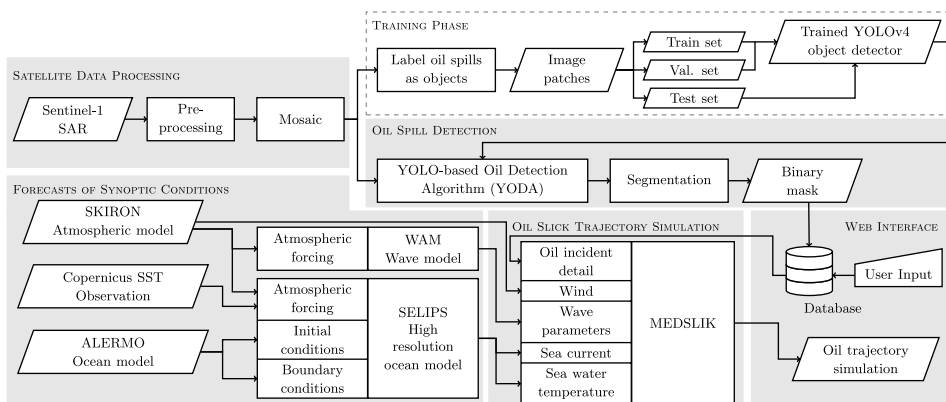 TRAINING PHASE
Label oil spills
as objects
Image
patches
Train set
Val. set
Test set
Trained YOLOv4
object detector
SATELLITE DATA PROCESSING
Sentinel-1
SAR
Pre-
processing
Mosaic
OIL SPILL DETECTION
YOLO-based Oil Detection
Algorithm (YODA)
Segmentation
Binary
mask
FORECASTS OF SYNOPTIC CONDITIONS
SKIRON
Atmospheric model
Copernicus SST
Observation
ALERMO
Ocean model
Atmospheric
forcing
WAM
Wave model
Atmospheric
forcing
Initial
conditions
Boundary
conditions
SELIPS
High
resolution
ocean model
OIL SLICK TRAJECTORY SIMULATION
Oil incident
detail
Wind
Wave
parameters
Sea current
Sea water
temperature
MEDSLIK
WEB INTERFACE
User Input
Database
Oil trajectory
simulation